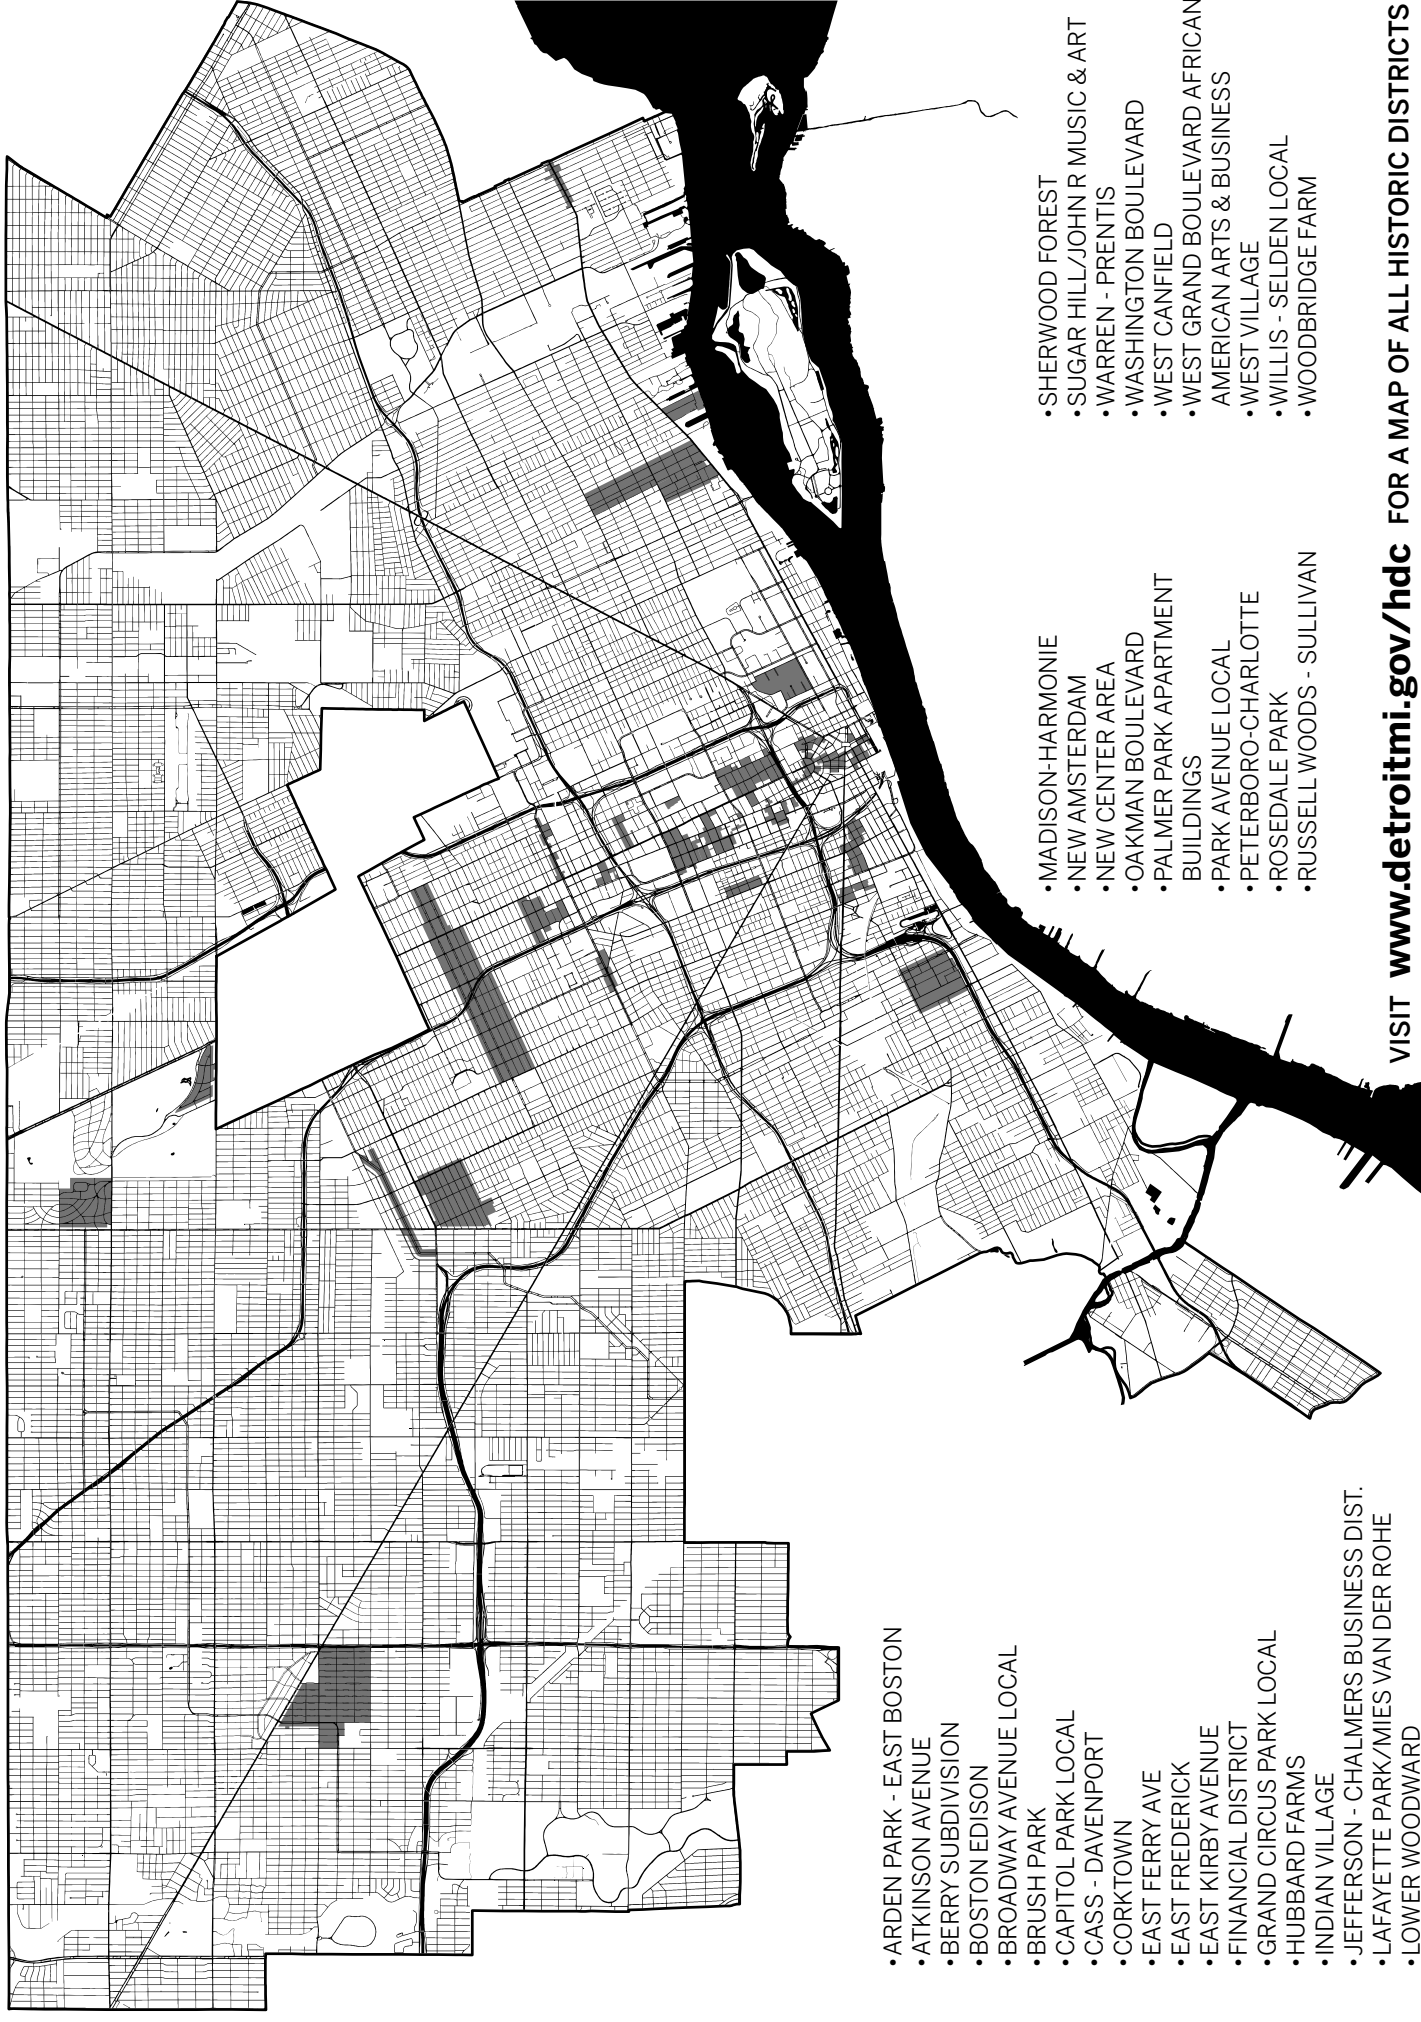 • ARDEN PARK - EAST BOSTON
• ATKINSON AVENUE
• BERRY SUBDIVISION
• BOSTON EDISON
• BROADWAY AVENUE LOCAL
• BRUSH PARK
• CAPITOL PARK LOCAL
• CASS - DAVENPORT
• CORKTOWN
• EAST FERRY AVE
• EAST FREDERICK
• EAST KIRBY AVENUE
• FINANCIAL DISTRICT
• GRAND CIRCUS PARK LOCAL
• HUBBARD FARMS
• INDIAN VILLAGE
• JEFFERSON - CHALMERS BUSINESS DIST.
• LAFAYETTE PARK/MIES VAN DER ROHE
• LOWER WOODWARD
• MADISON-HARMONIE
• NEW AMSTERDAM
• NEW CENTER AREA
• OAKMAN BOULEVARD
• PALMER PARK APARTMENT
BUILDINGS
• PARK AVENUE LOCAL
• PETERBORO-CHARLOTTE
• ROSEDALE PARK
• RUSSELL WOODS - SULLIVAN
• SHERWOOD FOREST
• SUGAR HILL/JOHN R MUSIC & ART
• WARREN - PRENTIS
• WASHINGTON BOULEVARD
• WEST CANFIELD
• WEST GRAND BOULEVARD AFRICAN
AMERICAN ARTS & BUSINESS
• WEST VILLAGE
• WILLIS - SELDEN LOCAL
• WOODBRIDGE FARM
VISIT www.detroitmi.gov/hdc FOR A MAP OF ALL HISTORIC DISTRICTS